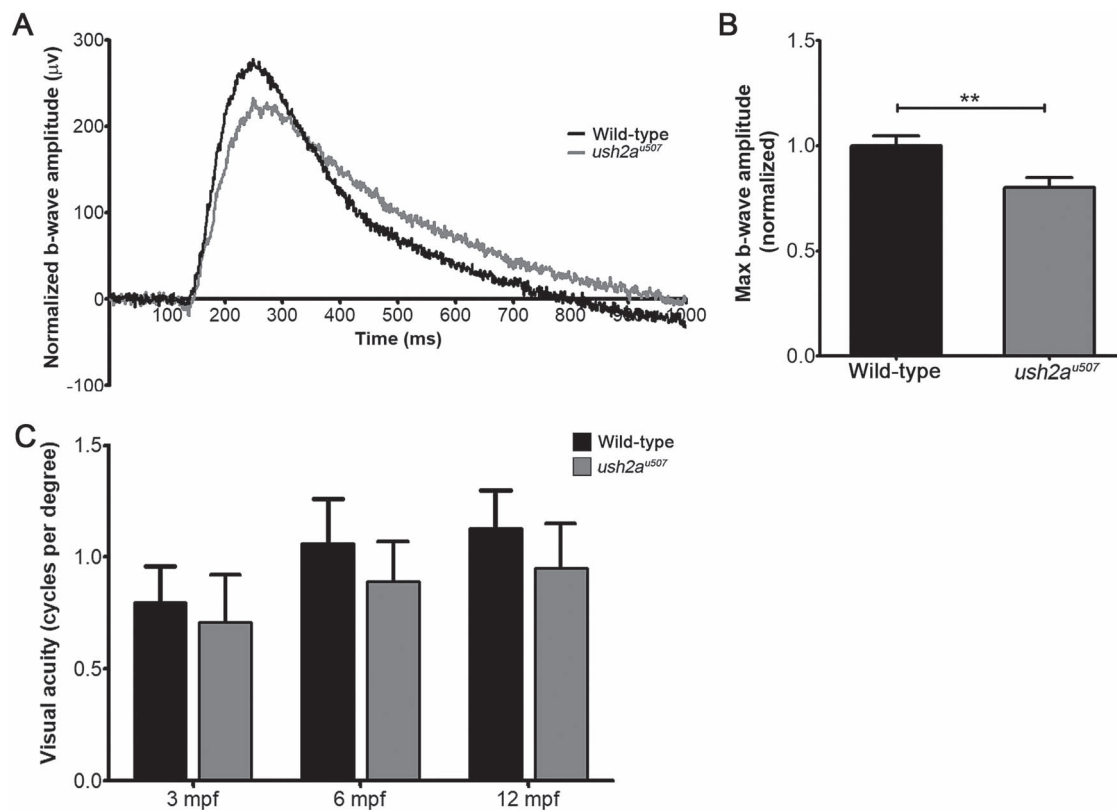 A
Normalized b-wave amplitude (μv)
300
200
100
0
-100
100 200 300 400 500 600 700 800 900 1000
Time (ms)
Wild-type
ush2a^u507
B
Max b-wave amplitude
(normalized)
1.5
1.0
0.5
0.0
**
Wild-type
ush2a^u507
C
Visual acuity (cycles per degree)
1.5
1.0
0.5
0.0
Wild-type
ush2a^u507
3 mpf 6 mpf 12 mpf